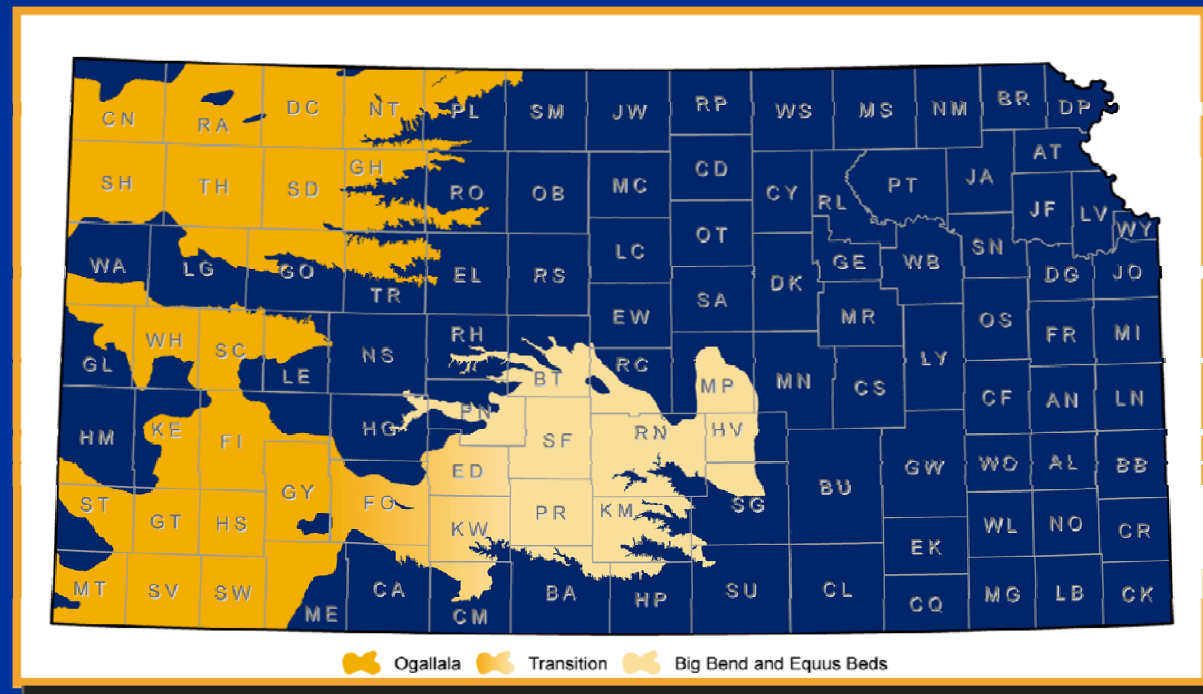 CN RA DC NT PL SM JW RP WS MS NM BR DP
SH TH SD GH RO OB MC CD CY RL PT JA AT
JF LV WY
WA LG GO TR EL RS LC OT DK GE WB SN DG JO
GL WH SC LE NS RH EW SA MR OS FR MI
HM KE FI HG PN BT RC MP MN CS LY CF AN LN
ST GT HS GY FO ED SF RN HV BU GW WO AL BB
KW PR KM SG EK WL NO CR
MT SV SW ME CA CM BA HP SU CL CQ MG LB CK
Ogallala Transition Big Bend and Equus Beds